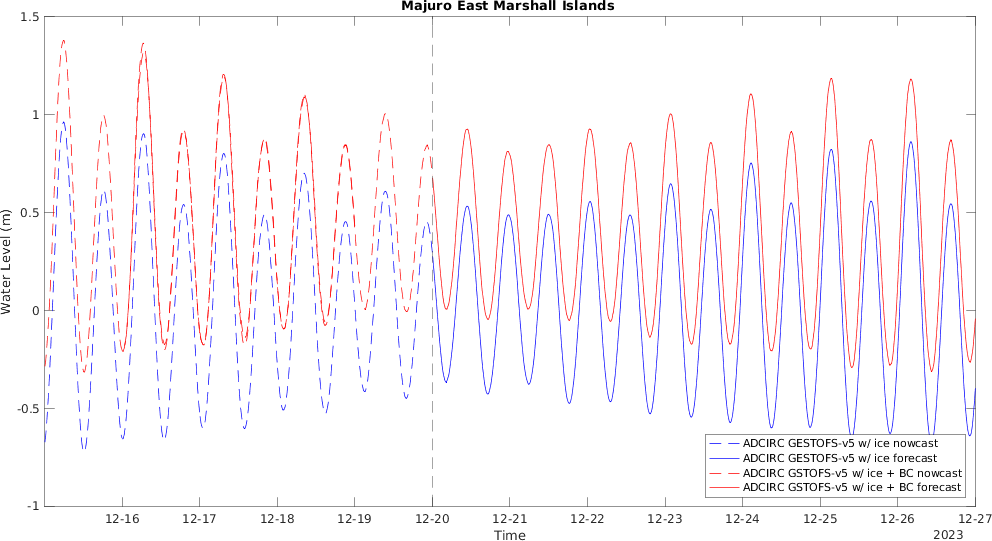 Majuro East Marshall Islands
Water Level (m)
1.5
1
0.5
0
-0.5
-1
ADCIRC GESTOFS-v5 w/ ice nowcast
ADCIRC GESTOFS-v5 w/ ice forecast
ADCIRC GSTOFS-v5 w/ ice + BC nowcast
ADCIRC GSTOFS-v5 w/ ice + BC forecast
12-16 12-17 12-18 12-19 12-20 12-21 12-22 12-23 12-24 12-25 12-26 12-27
Time
2023